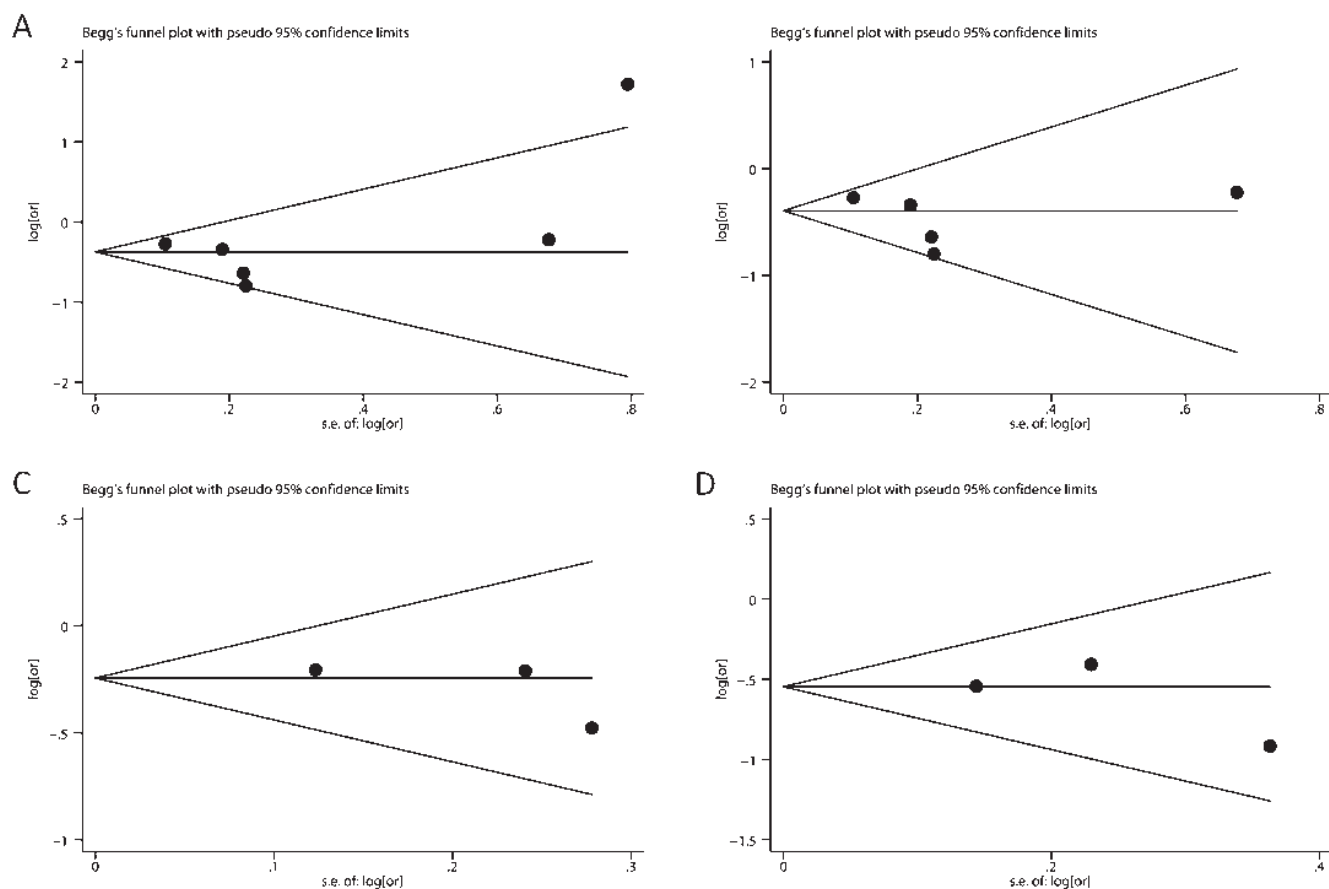 A
Begg's funnel plot with pseudo 95% confidence limits
2
1
0
−1
−2
log[or]
0
.2
.4
.6
.8
s.e. of: log[or]
Begg's funnel plot with pseudo 95% confidence limits
1
0
−1
−2
log[or]
0
.2
.4
.6
.8
s.e. of: log[or]
C
Begg's funnel plot with pseudo 95% confidence limits
.5
0
−.5
−1
log[or]
0
.1
.2
.3
s.e. of: log[or]
D
Begg's funnel plot with pseudo 95% confidence limits
.5
0
−.5
−1
−1.5
log[or]
0
.2
.4
s.e. of: log[or]